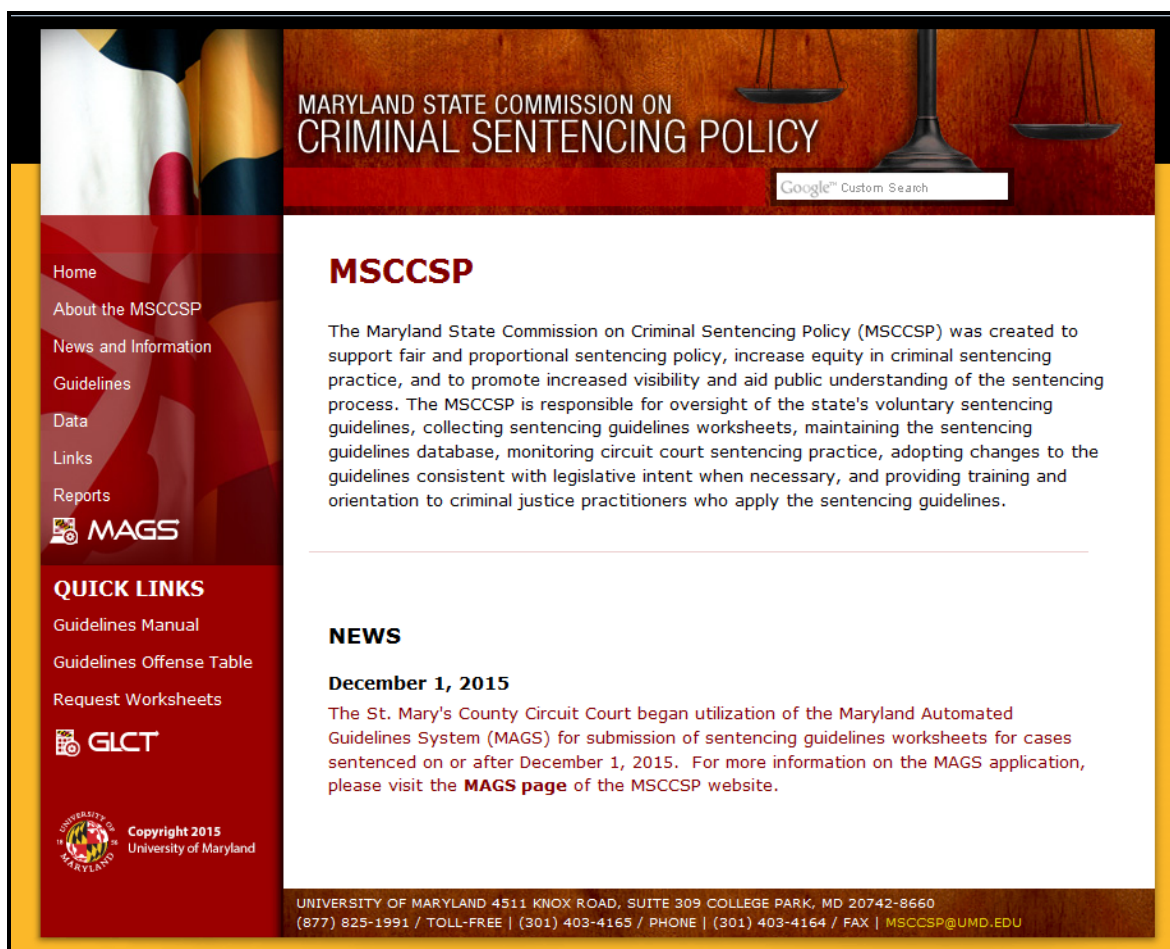 MARYLAND STATE COMMISSION ON
CRIMINAL SENTENCING POLICY
Google™ Custom Search
Home
About the MSCCSP
News and Information
Guidelines
Data
Links
Reports
MAGS
QUICK LINKS
Guidelines Manual
Guidelines Offense Table
Request Worksheets
GLCT
UNIVERSITY OF
MARYLAND
18 56
Copyright 2015
University of Maryland
MSCCSP
The Maryland State Commission on Criminal Sentencing Policy (MSCCSP) was created to
support fair and proportional sentencing policy, increase equity in criminal sentencing
practice, and to promote increased visibility and aid public understanding of the sentencing
process. The MSCCSP is responsible for oversight of the state's voluntary sentencing
guidelines, collecting sentencing guidelines worksheets, maintaining the sentencing
guidelines database, monitoring circuit court sentencing practice, adopting changes to the
guidelines consistent with legislative intent when necessary, and providing training and
orientation to criminal justice practitioners who apply the sentencing guidelines.
NEWS
December 1, 2015
The St. Mary's County Circuit Court began utilization of the Maryland Automated
Guidelines System (MAGS) for submission of sentencing guidelines worksheets for cases
sentenced on or after December 1, 2015.  For more information on the MAGS application,
please visit the MAGS page of the MSCCSP website.
UNIVERSITY OF MARYLAND 4511 KNOX ROAD, SUITE 309 COLLEGE PARK, MD 20742-8660
(877) 825-1991 / TOLL-FREE | (301) 403-4165 / PHONE | (301) 403-4164 / FAX | MSCCSP@UMD.EDU